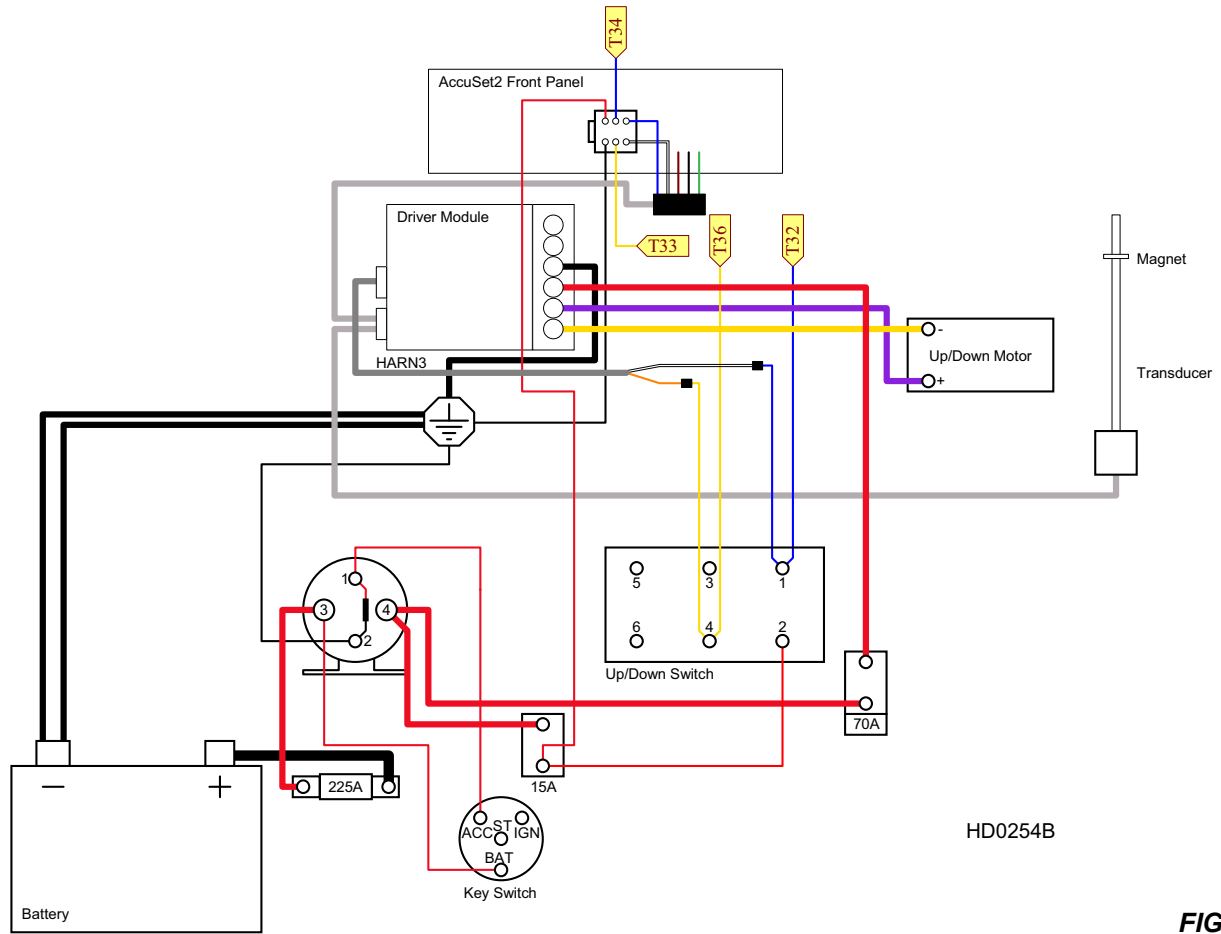 T34
AccuSet2 Front Panel
Driver Module
T33
T36
T32
Magnet
- 
Up/Down Motor
+
HARN3
Transducer
1
3 4
2
5 3 1
6 4 2
Up/Down Switch
70A
15A
— +
225A
ACC ST IGN
BAT
Key Switch
HD0254B
Battery
FIG